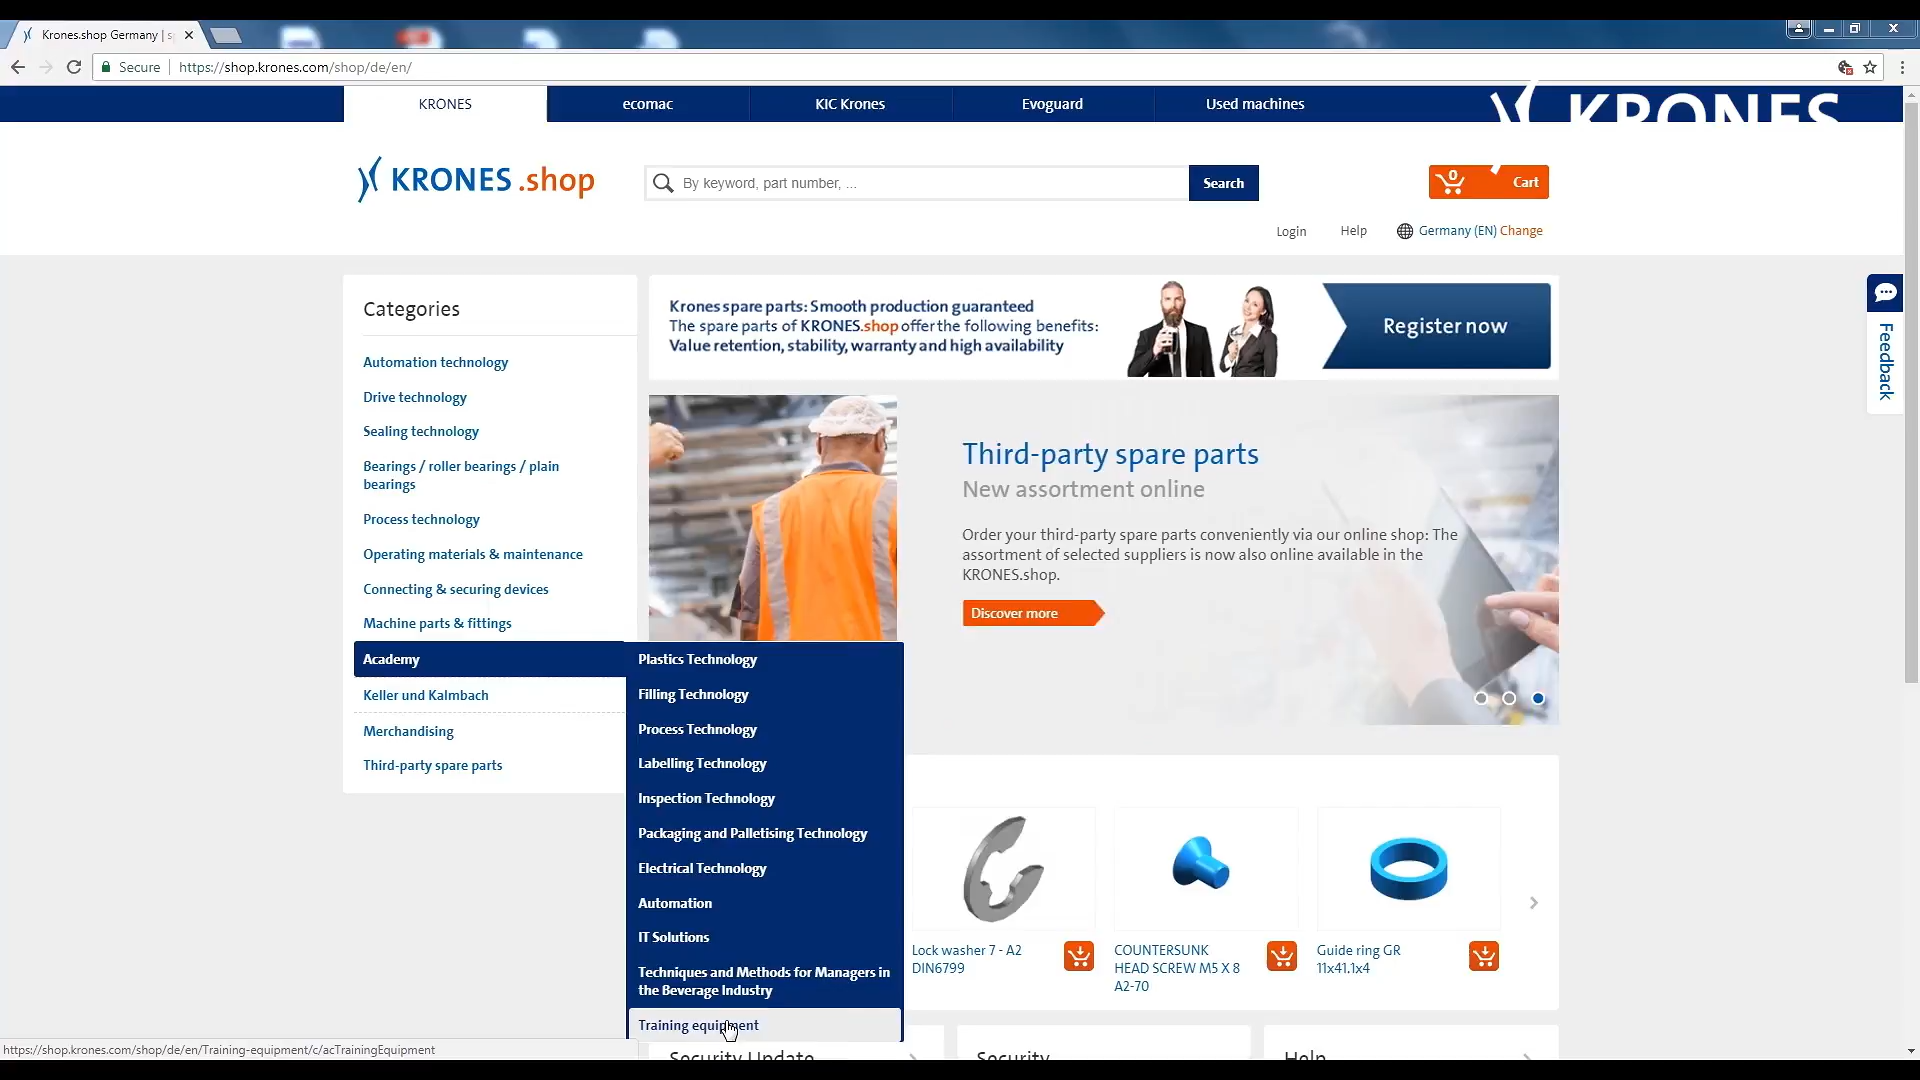 Krones.shop Germany | s
Secure
https://shop.krones.com/shop/de/en/
KRONES
ecomac
KIC Krones
Evoguard
Used machines
KRONES
KRONES .shop
By keyword, part number, ...
Search
0
Cart
Login
Help
Germany (EN) Change
Categories
Automation technology
Drive technology
Sealing technology
Bearings / roller bearings / plain
bearings
Process technology
Operating materials & maintenance
Connecting & securing devices
Machine parts & fittings
Academy
Keller und Kalmbach
Merchandising
Third-party spare parts
Plastics Technology
Filling Technology
Process Technology
Labelling Technology
Inspection Technology
Packaging and Palletising Technology
Electrical Technology
Automation
IT Solutions
Techniques and Methods for Managers in
the Beverage Industry
Training equipment
Krones spare parts: Smooth production guaranteed
The spare parts of KRONES.shop offer the following benefits:
Value retention, stability, warranty and high availability
Register now
Feedback
Third-party spare parts
New assortment online
Order your third-party spare parts conveniently via our online shop: The
assortment of selected suppliers is now also online available in the
KRONES.shop.
Discover more
Lock washer 7 - A2
DIN6799
COUNTERSUNK
HEAD SCREW M5 X 8
A2-70
Guide ring GR
11x41.1x4
Security Update
Security
Help
https://shop.krones.com/shop/de/en/Training-equipment/c/acTrainingEquipment